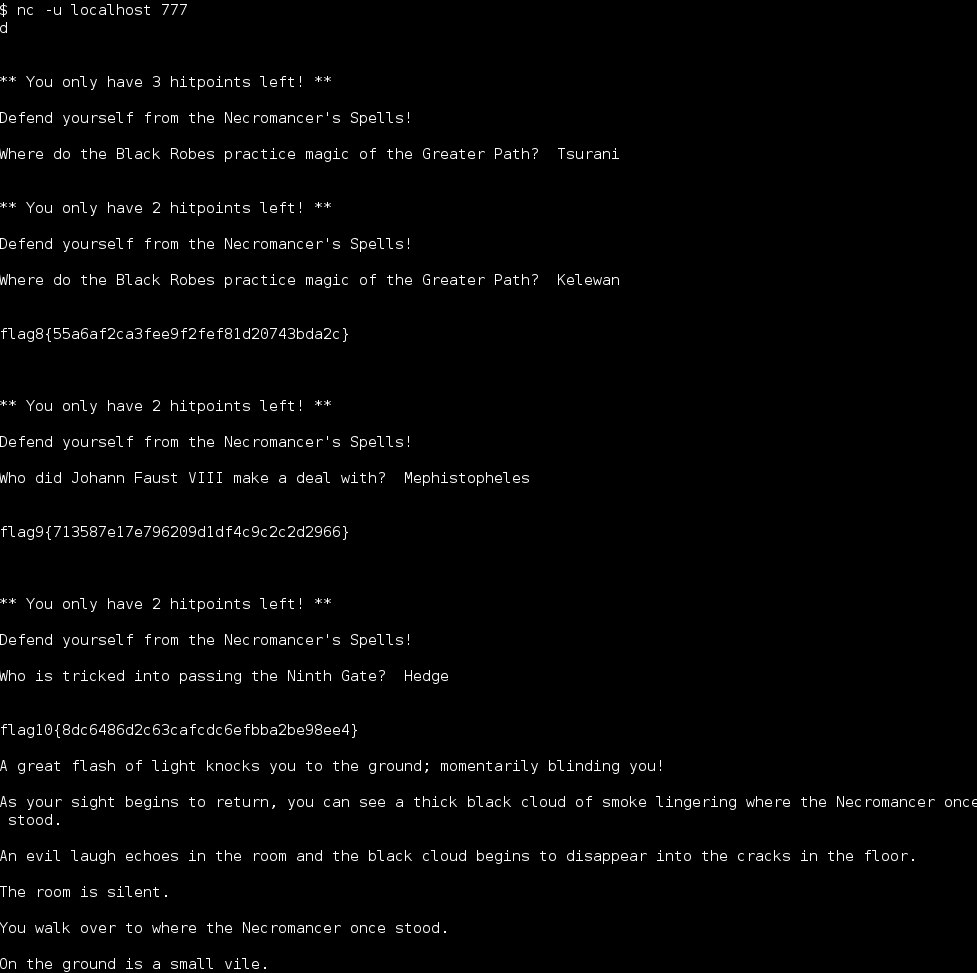 $ nc -u localhost 777
d
** You only have 3 hitpoints left! **
Defend yourself from the Necromancer's Spells!
Where do the Black Robes practice magic of the Greater Path?  Tsurani
** You only have 2 hitpoints left! **
Defend yourself from the Necromancer's Spells!
Where do the Black Robes practice magic of the Greater Path?  Kelewan
flag8{55a6af2ca3fee9f2fef81d20743bda2c}
** You only have 2 hitpoints left! **
Defend yourself from the Necromancer's Spells!
Who did Johann Faust VIII make a deal with?  Mephistopheles
flag9{713587e17e796209d1df4c9c2c2d2966}
** You only have 2 hitpoints left! **
Defend yourself from the Necromancer's Spells!
Who is tricked into passing the Ninth Gate?  Hedge
flag10{8dc6486d2c63cafcdc6efbba2be98ee4}
A great flash of light knocks you to the ground; momentarily blinding you!
As your sight begins to return, you can see a thick black cloud of smoke lingering where the Necromancer once
stood.
An evil laugh echoes in the room and the black cloud begins to disappear into the cracks in the floor.
The room is silent.
You walk over to where the Necromancer once stood.
On the ground is a small vile.